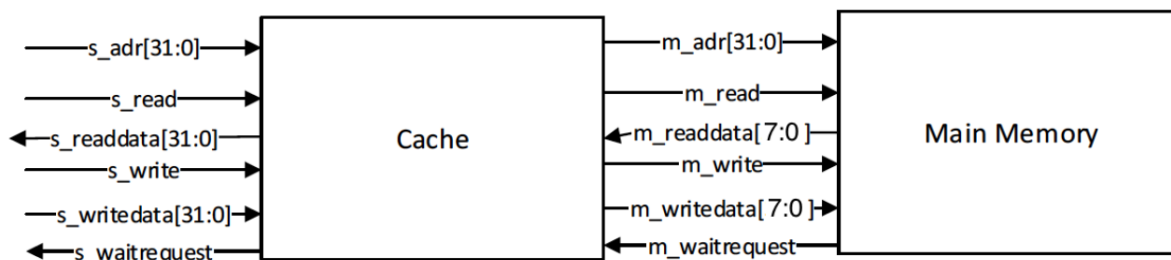 s_adr[31:0]
s_read
s_readdata[31:0]
s_write
s_writedata[31:0]
s_waitrequest
Cache
m_adr[31:0]
m_read
m_readdata[7:0 ]
m_write
m_writedata[7:0 ]
m_waitrequest
Main Memory